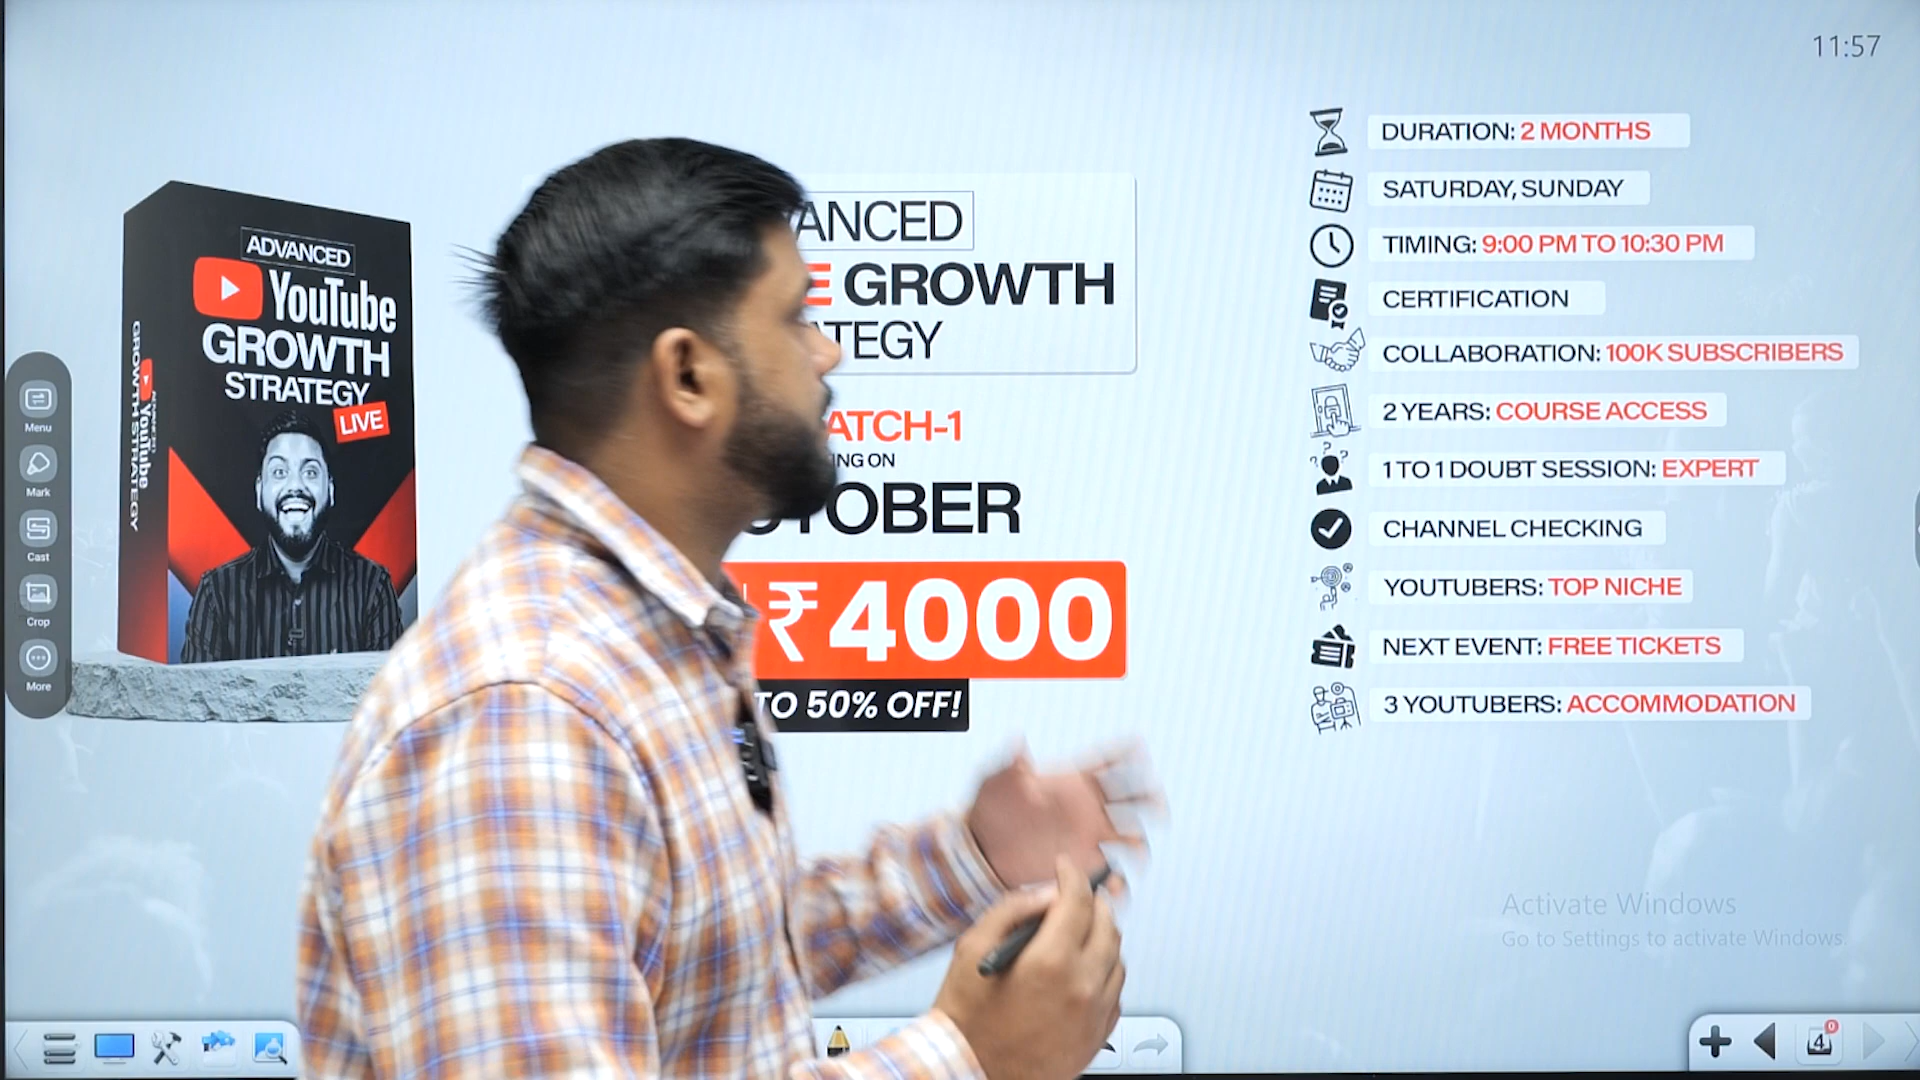 11:57
ADVANCED
YouTube
GROWTH
STRATEGY
LIVE
YouTube
GROWTH STRATEGY
ANCED
E GROWTH
TEGY
ATCH-1
ING ON
TOBER
₹4000
TO 50% OFF!
DURATION: 2 MONTHS
SATURDAY, SUNDAY
TIMING: 9:00 PM TO 10:30 PM
CERTIFICATION
COLLABORATION: 100K SUBSCRIBERS
2 YEARS: COURSE ACCESS
1 TO 1 DOUBT SESSION: EXPERT
CHANNEL CHECKING
YOUTUBERS: TOP NICHE
NEXT EVENT: FREE TICKETS
3 YOUTUBERS: ACCOMMODATION
Menu
Mark
Cast
Crop
More
Activate Windows
Go to Settings to activate Windows.
4
0